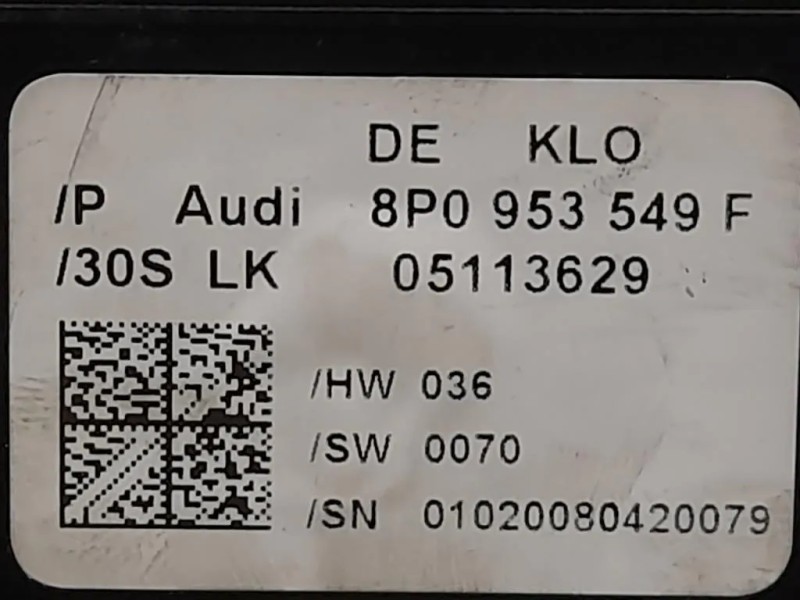 DE KLO
/P Audi 8P0 953 549 F
/30S LK 05113629
/HW 036
/SW 0070
/SN 01020080420079